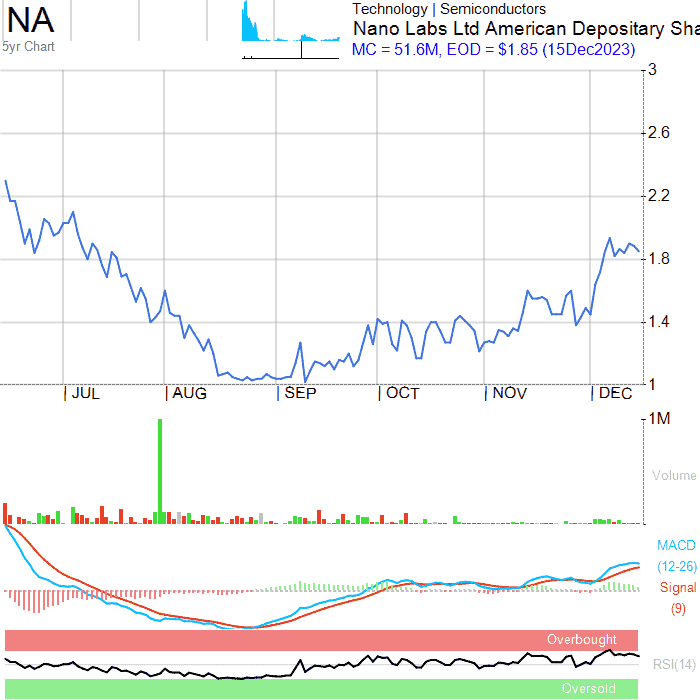 NA
5yr Chart
Technology | Semiconductors
Nano Labs Ltd American Depositary Sha
MC = 51.6M, EOD = $1.85 (15Dec2023)
3
2.6
2.2
1.8
1.4
1
| JUL | AUG | SEP | OCT | NOV | DEC
1M
Volume
MACD
(12-26)
Signal
(9)
Overbought
RSI(14)
Oversold